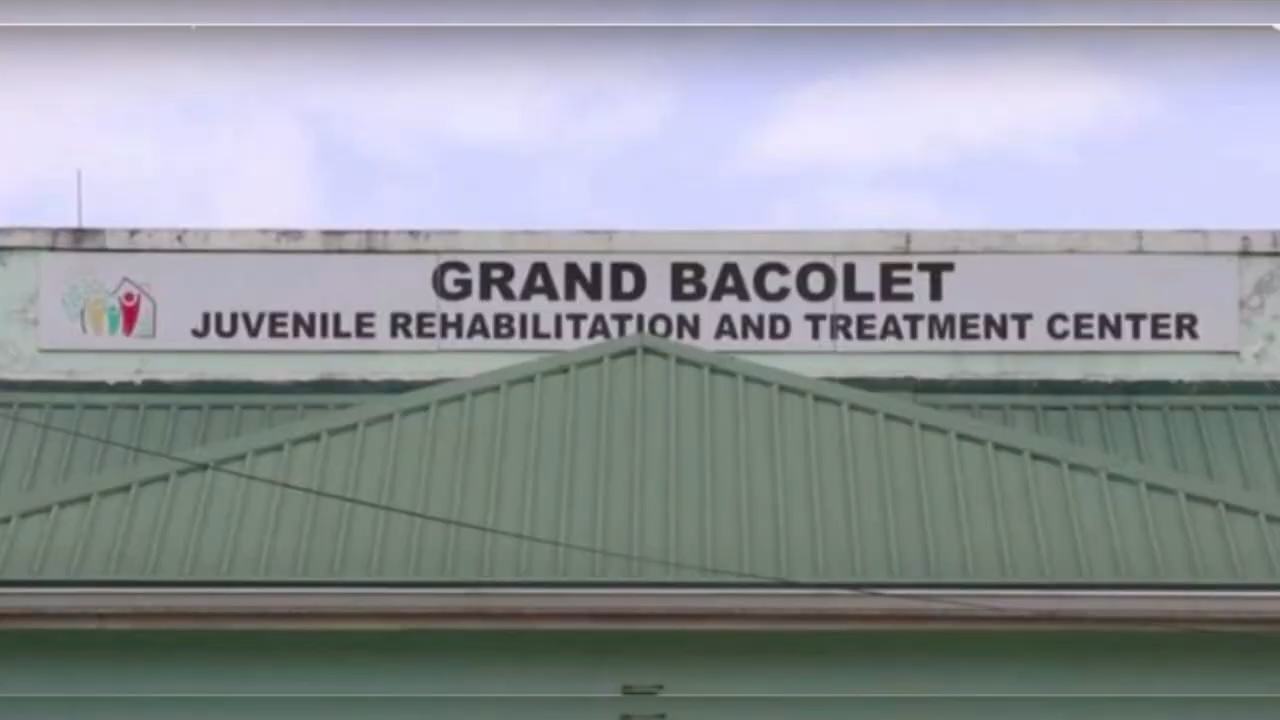 GRAND BACOLET
JUVENILE REHABILITATION AND TREATMENT CENTER